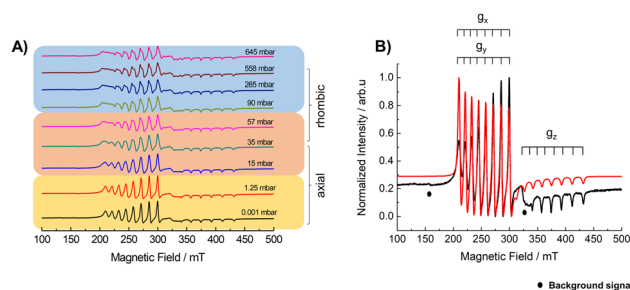 A)
645 mbar
558 mbar
265 mbar
90 mbar
57 mbar
35 mbar
15 mbar
1.25 mbar
0.001 mbar
rhombic
axial
100 150 200 250 300 350 400 450 500
Magnetic Field / mT
B)
gx
gy
gz
Normalized Intensity / arb.u
1.0
0.8
0.6
0.4
0.2
0.0
100 150 200 250 300 350 400 450 500
Magnetic Field / mT
● Background signa